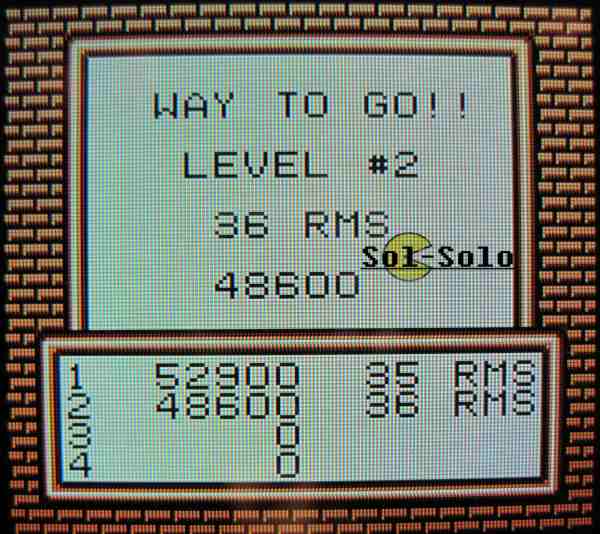 WAY TO GO!!
LEVEL #2
36 RMS
Sol-Solo
48600
1 52900 35 RMS
2 48600 36 RMS
3 0
4 0